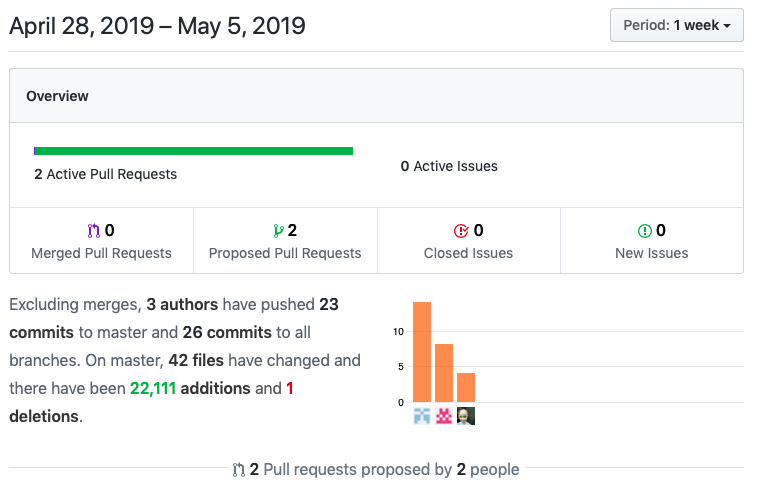 April 28, 2019 – May 5, 2019
Period: 1 week
Overview
2 Active Pull Requests
0 Active Issues
0
Merged Pull Requests
2
Proposed Pull Requests
0
Closed Issues
0
New Issues
Excluding merges, 3 authors have pushed 23
commits to master and 26 commits to all
branches. On master, 42 files have changed and
there have been 22,111 additions and 1
deletions.
10
5
0
2 Pull requests proposed by 2 people